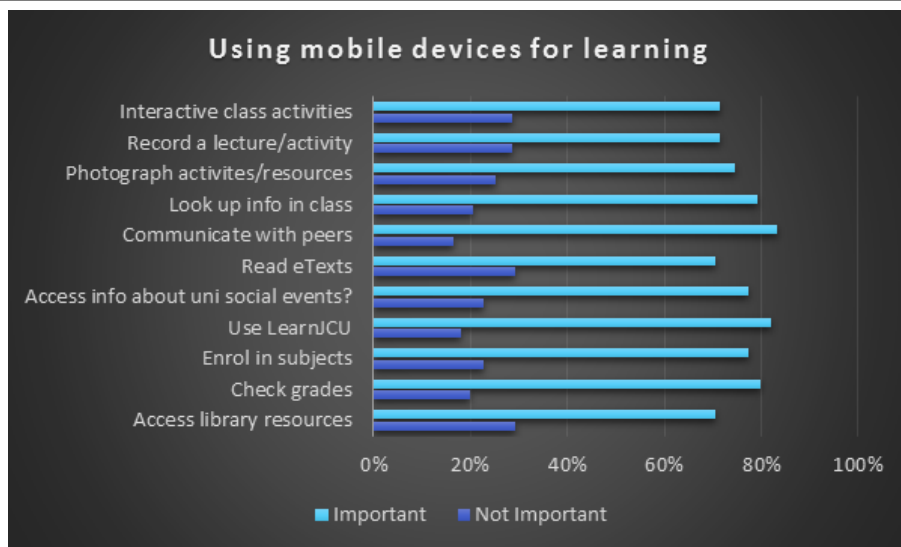 Using mobile devices for learning
Interactive class activities
Record a lecture/activity
Photograph activites/resources
Look up info in class
Communicate with peers
Read eTexts
Access info about uni social events?
Use LearnJCU
Enrol in subjects
Check grades
Access library resources
0% 20% 40% 60% 80% 100%
Important Not Important